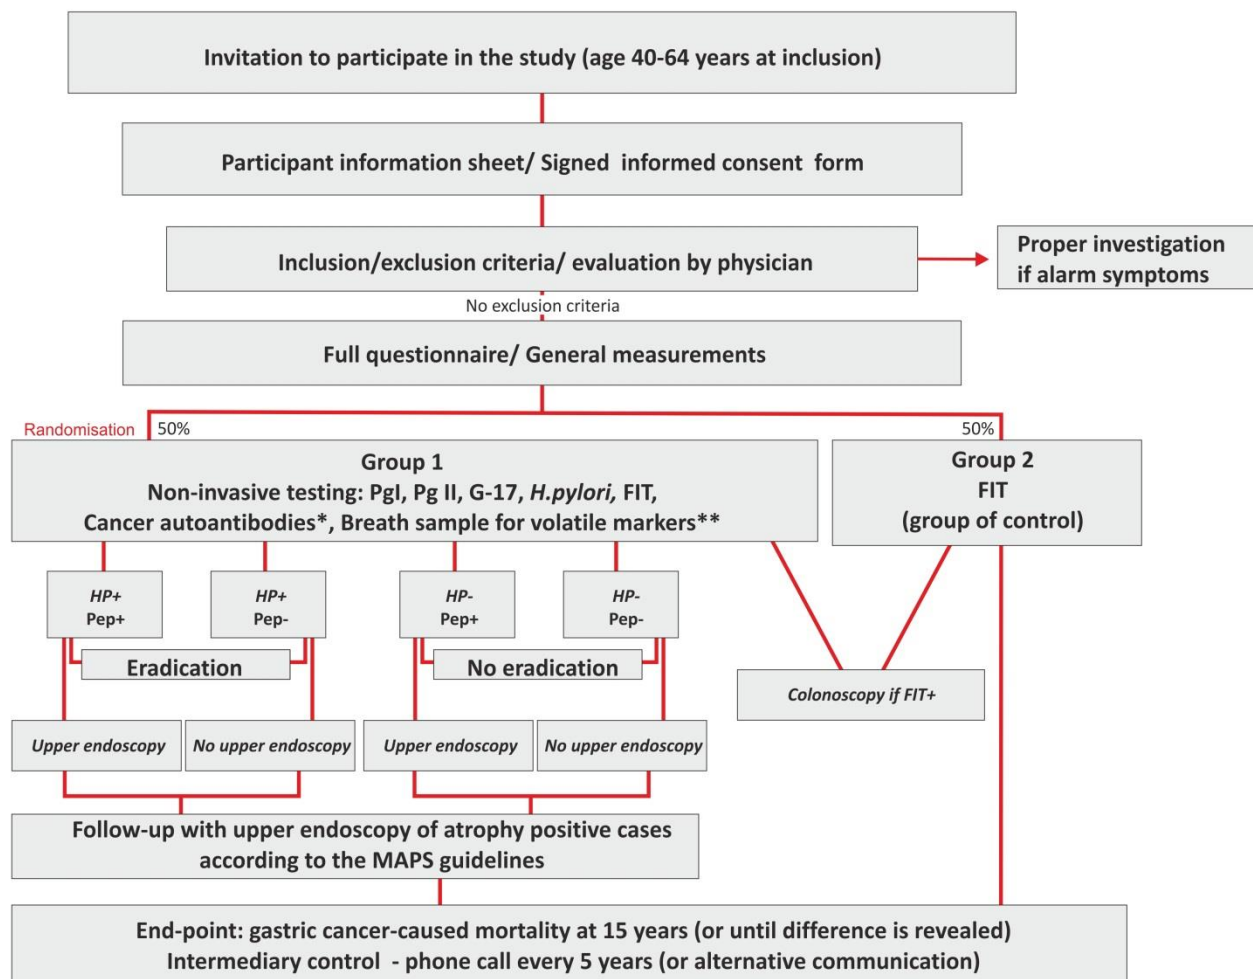 Invitation to participate in the study (age 40-64 years at inclusion)
Participant information sheet/ Signed informed consent form
Inclusion/exclusion criteria/ evaluation by physician
Proper investigation
if alarm symptoms
No exclusion criteria
Full questionnaire/ General measurements
Randomisation
50%
50%
Group 1
Non-invasive testing: PgI, Pg II, G-17, H.pylori, FIT,
Cancer autoantibodies*, Breath sample for volatile markers**
Group 2
FIT
(group of control)
HP+
Pep+
HP+
Pep-
HP-
Pep+
HP-
Pep-
Eradication
No eradication
Colonoscopy if FIT+
Upper endoscopy
No upper endoscopy
Upper endoscopy
No upper endoscopy
Follow-up with upper endoscopy of atrophy positive cases
according to the MAPS guidelines
End-point: gastric cancer-caused mortality at 15 years (or until difference is revealed)
Intermediary control - phone call every 5 years (or alternative communication)